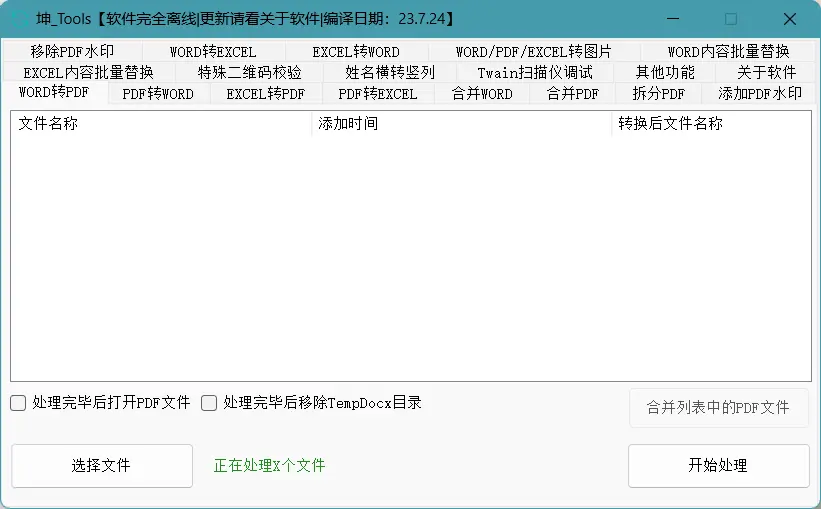 坤_Tools【软件完全离线|更新请看关于软件|编译日期：23.7.24】
移除PDF水印 WORD转EXCEL EXCEL转WORD WORD/PDF/EXCEL转图片 WORD内容批量替换
EXCEL内容批量替换 特殊二维码校验 姓名横转竖列 Twain扫描仪调试 其他功能 关于软件
WORD转PDF PDF转WORD EXCEL转PDF PDF转EXCEL 合并WORD 合并PDF 拆分PDF 添加PDF水印
文件名称 添加时间 转换后文件名称
处理完毕后打开PDF文件 处理完毕后移除TempDocx目录 合并列表中的PDF文件
选择文件 正在处理X个文件 开始处理